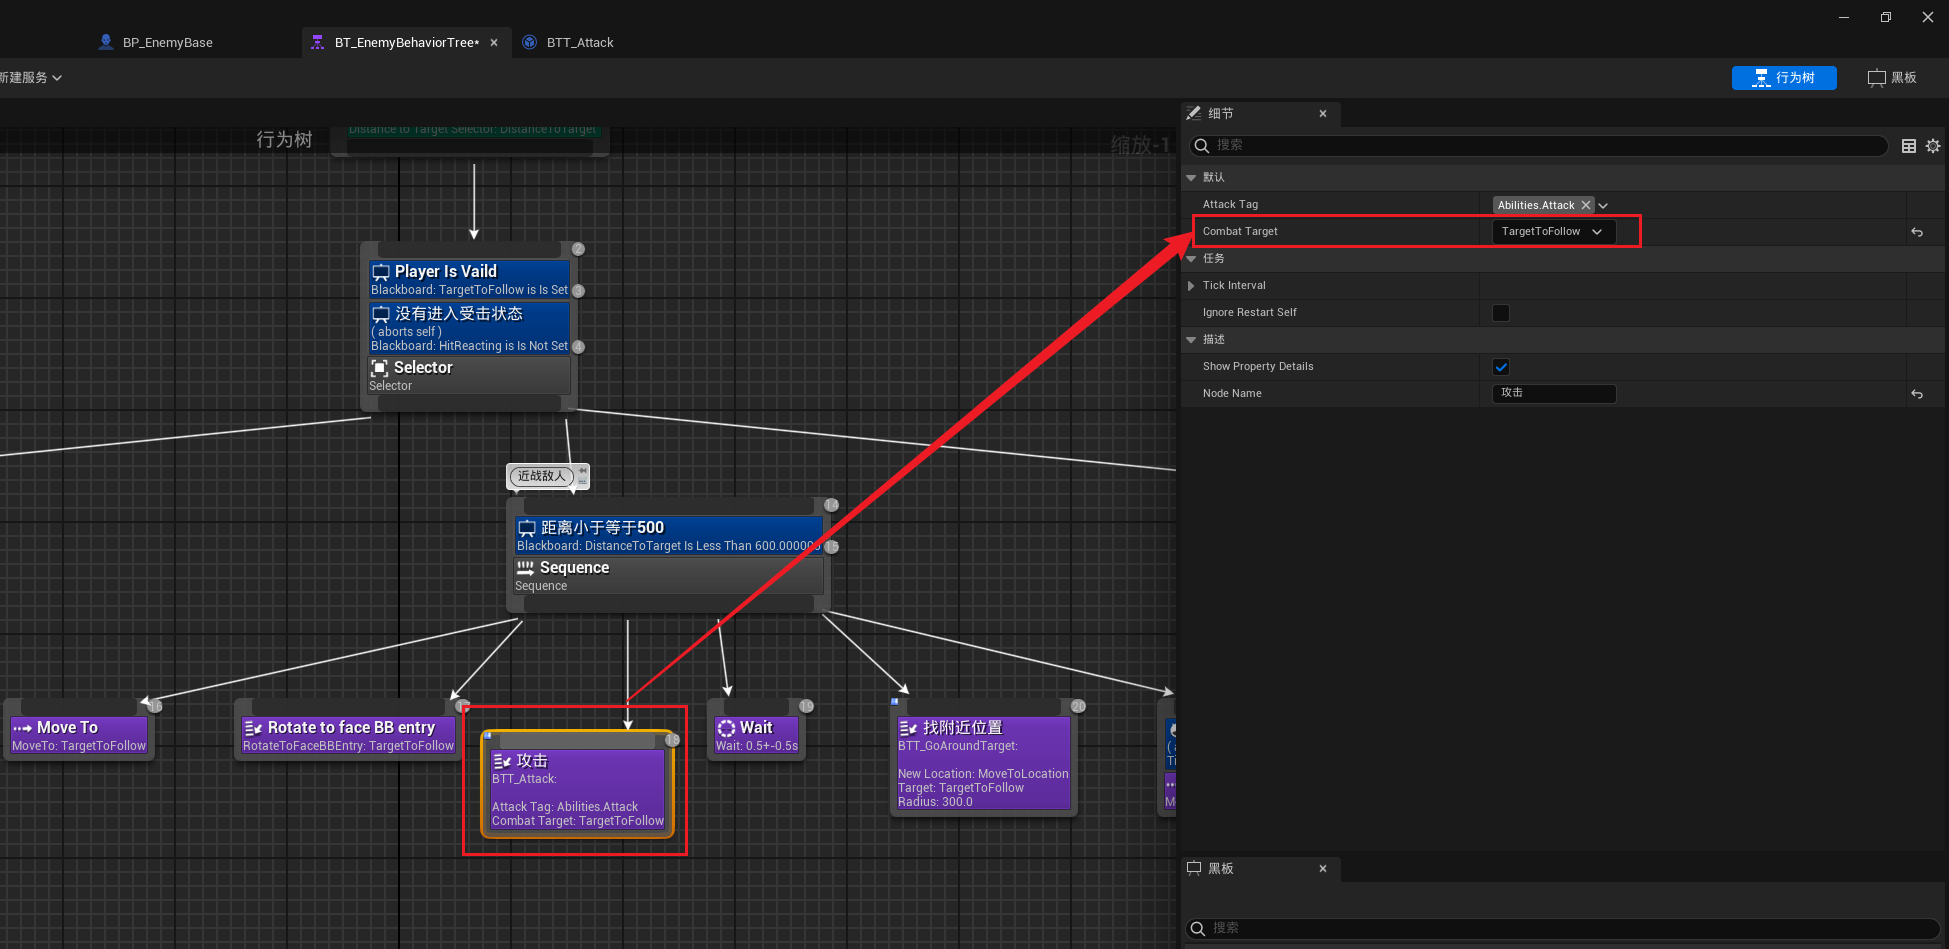 BP_EnemyBase
BT_EnemyBehaviorTree*
BTT_Attack
新建服务
行为树
黑板
Distance to Target Selector: DistanceToTarget
行为树
缩放-1
2
Player Is Vaild
Blackboard: TargetToFollow is Is Set
3
没有进入受击状态
( aborts self )
Blackboard: HitReacting is Is Not Set
4
Selector
Selector
近战敌人
14
距离小于等于500
Blackboard: DistanceToTarget Is Less Than 600.000000
15
Sequence
Sequence
16
Move To
MoveTo: TargetToFollow
Rotate to face BB entry
RotateToFaceBBEntry: TargetToFollow
18
攻击
BTT_Attack:
Attack Tag: Abilities.Attack
Combat Target: TargetToFollow
19
Wait
Wait: 0.5+-0.5s
20
找附近位置
BTT_GoAroundTarget:
New Location: MoveToLocation
Target: TargetToFollow
Radius: 300.0
细节
搜索
默认
Attack Tag
Abilities.Attack
Combat Target
TargetToFollow
任务
Tick Interval
Ignore Restart Self
描述
Show Property Details
Node Name
攻击
黑板
搜索